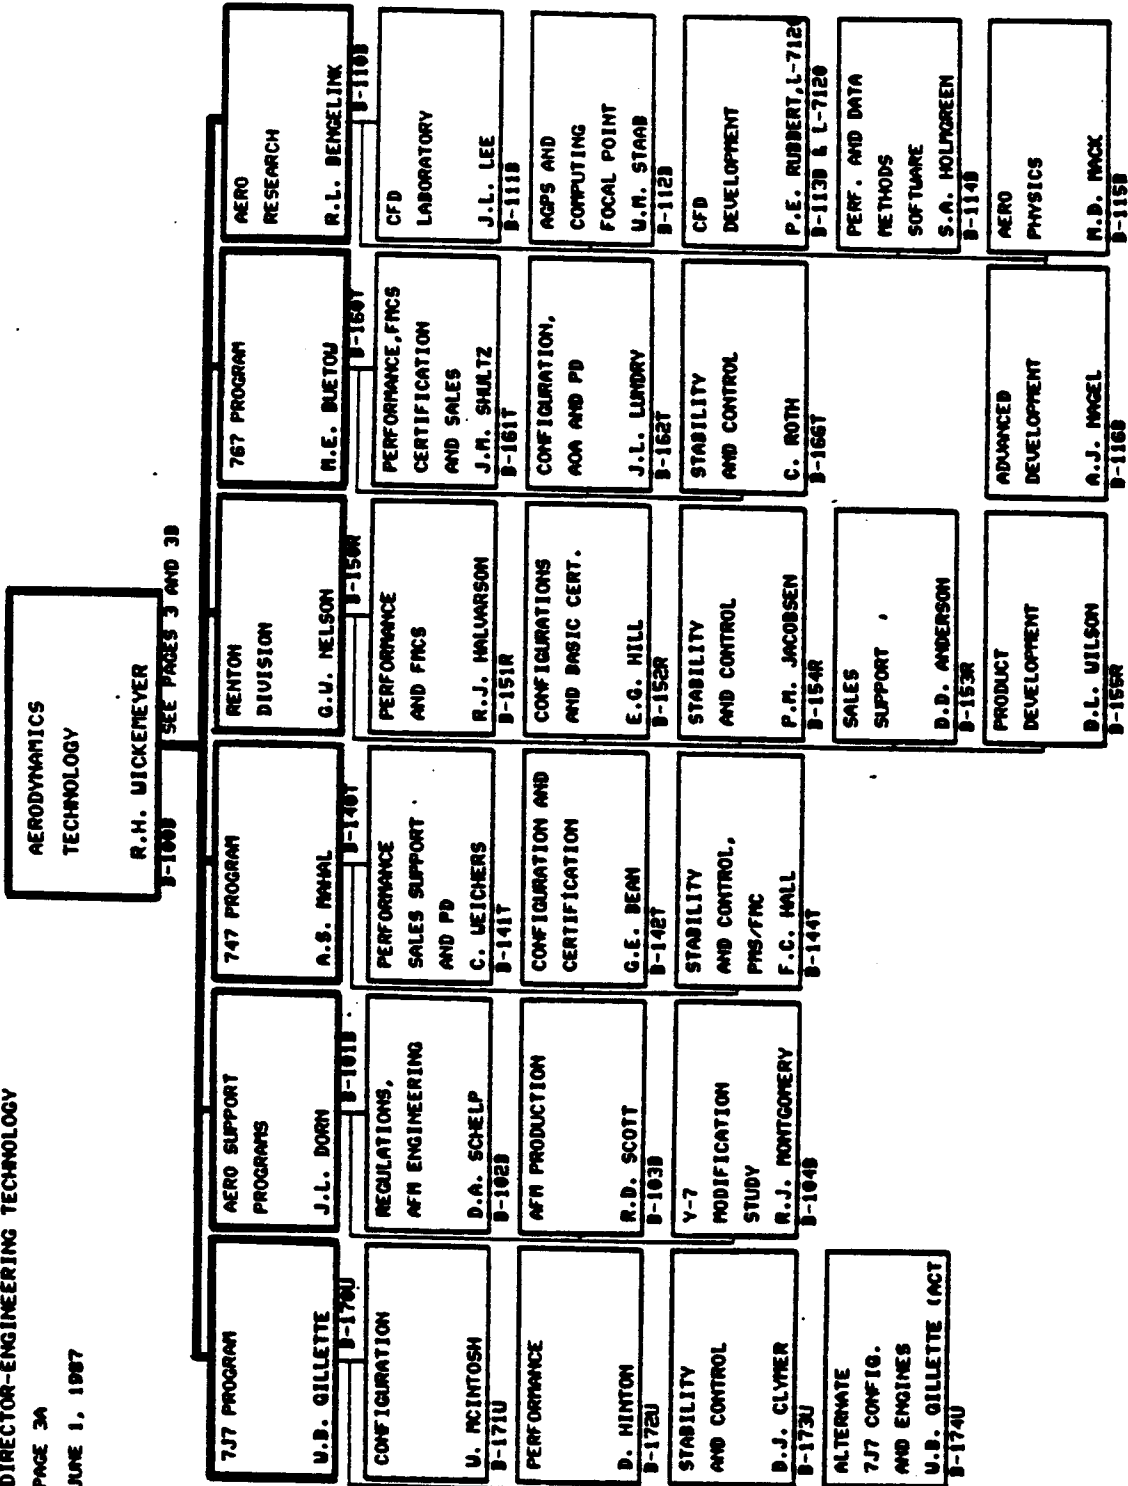 DIRECTOR-ENGINEERING TECHNOLOGY
PAGE 3A
JUNE 1, 1987
AERODYNAMICS
TECHNOLOGY
R.H. WICKEMEYER
B-100B
SEE PAGES 3 AND 3B
7J7 PROGRAM
W.B. GILLETTE
B-170U
CONFIGURATION
W. MCINTOSH
B-171U
PERFORMANCE
D. HINTON
B-172U
STABILITY
AND CONTROL
D.J. CLYMER
B-173U
ALTERNATE
7J7 CONFIG.
AND ENGINES
W.B. GILLETTE (ACT
B-174U
AERO SUPPORT
PROGRAMS
J.L. DORN
B-101B
REGULATIONS,
AFM ENGINEERING
D.A. SCHELP
B-102B
AFM PRODUCTION
R.D. SCOTT
B-103B
Y-7
MODIFICATION
STUDY
R.J. MONTGOMERY
B-104B
747 PROGRAM
A.S. MAHAL
B-140T
PERFORMANCE
SALES SUPPORT
AND PD
C. WEICHERS
B-141T
CONFIGURATION AND
CERTIFICATION
G.E. BEAN
B-142T
STABILITY
AND CONTROL,
PMS/FMC
F.C. HALL
B-144T
RENTON
DIVISION
G.W. NELSON
B-150R
PERFORMANCE
AND FMCS
R.J. HALVARSON
B-151R
CONFIGURATIONS
AND BASIC CERT.
E.G. HILL
B-152R
STABILITY
AND CONTROL
P.M. JACOBSEN
B-154R
SALES
SUPPORT
D.D. ANDERSON
B-153R
PRODUCT
DEVELOPMENT
D.L. WILSON
B-155R
767 PROGRAM
M.E. BUETOW
B-160T
PERFORMANCE,FMCS
CERTIFICATION
AND SALES
J.M. SHULTZ
B-161T
CONFIGURATION,
AOA AND PD
J.L. LUNDRY
B-162T
STABILITY
AND CONTROL
C. ROTH
B-166T
ADVANCED
DEVELOPMENT
A.J. NAGEL
B-116B
AERO
RESEARCH
R.L. BENGELINK
B-110B
CFD
LABORATORY
J.L. LEE
B-111B
AGPS AND
COMPUTING
FOCAL POINT
W.M. STAAB
B-112B
CFD
DEVELOPMENT
P.E. RUBBERT,L-7120
B-113B & L-7120
PERF. AND DATA
METHODS
SOFTWARE
S.A. HOLMGREEN
B-114B
AERO
PHYSICS
M.D. MACK
B-115B